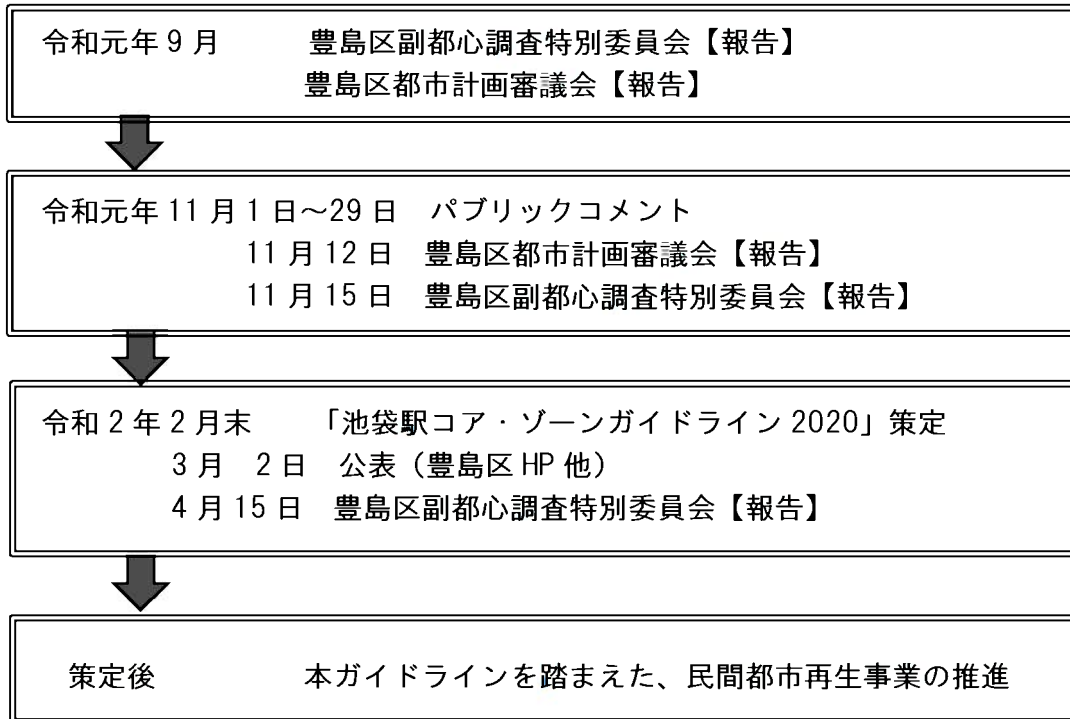 令和元年9月　豊島区副都心調査特別委員会【報告】
豊島区都市計画審議会【報告】
令和元年11月1日～29日　パブリックコメント
11月12日　豊島区都市計画審議会【報告】
11月15日　豊島区副都心調査特別委員会【報告】
令和2年2月末　「池袋駅コア・ゾーンガイドライン2020」策定
3月　2日　公表（豊島区HP他）
4月15日　豊島区副都心調査特別委員会【報告】
策定後　本ガイドラインを踏まえた、民間都市再生事業の推進